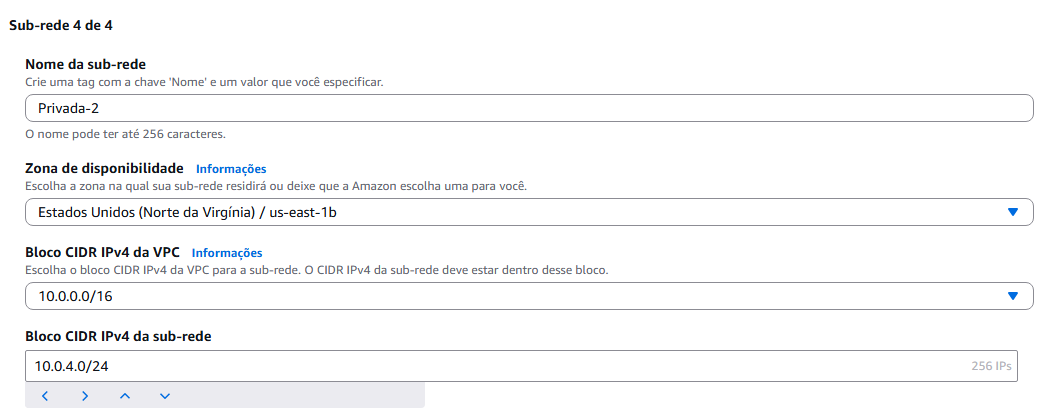 Sub-rede 4 de 4
Nome da sub-rede
Crie uma tag com a chave 'Nome' e um valor que você especificar.
Privada-2
O nome pode ter até 256 caracteres.
Zona de disponibilidade Informações
Escolha a zona na qual sua sub-rede residirá ou deixe que a Amazon escolha uma para você.
Estados Unidos (Norte da Virgínia) / us-east-1b
Bloco CIDR IPv4 da VPC Informações
Escolha o bloco CIDR IPv4 da VPC para a sub-rede. O CIDR IPv4 da sub-rede deve estar dentro desse bloco.
10.0.0.0/16
Bloco CIDR IPv4 da sub-rede
10.0.4.0/24 256 IPs